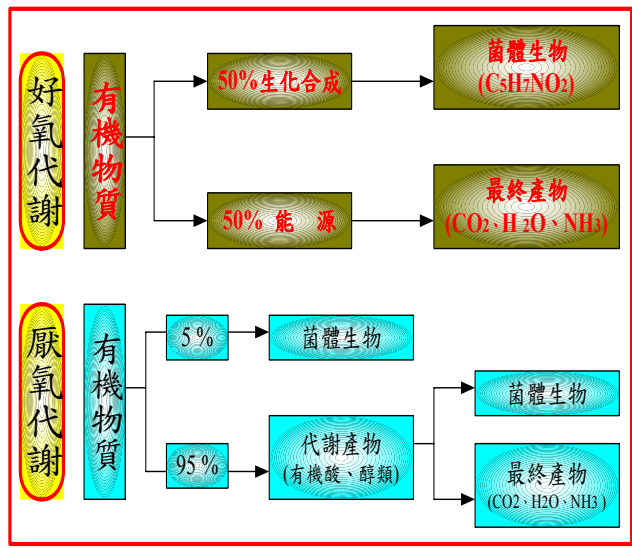 好氧代謝
有機物質
50%生化合成
菌體生物
(C5H7NO2)
50% 能 源
最終產物
(CO2、H2O、NH3)
厭氧代謝
有機物質
5%
菌體生物
95%
代謝產物
(有機酸、醇類)
菌體生物
最終產物
(CO2、H2O、NH3)